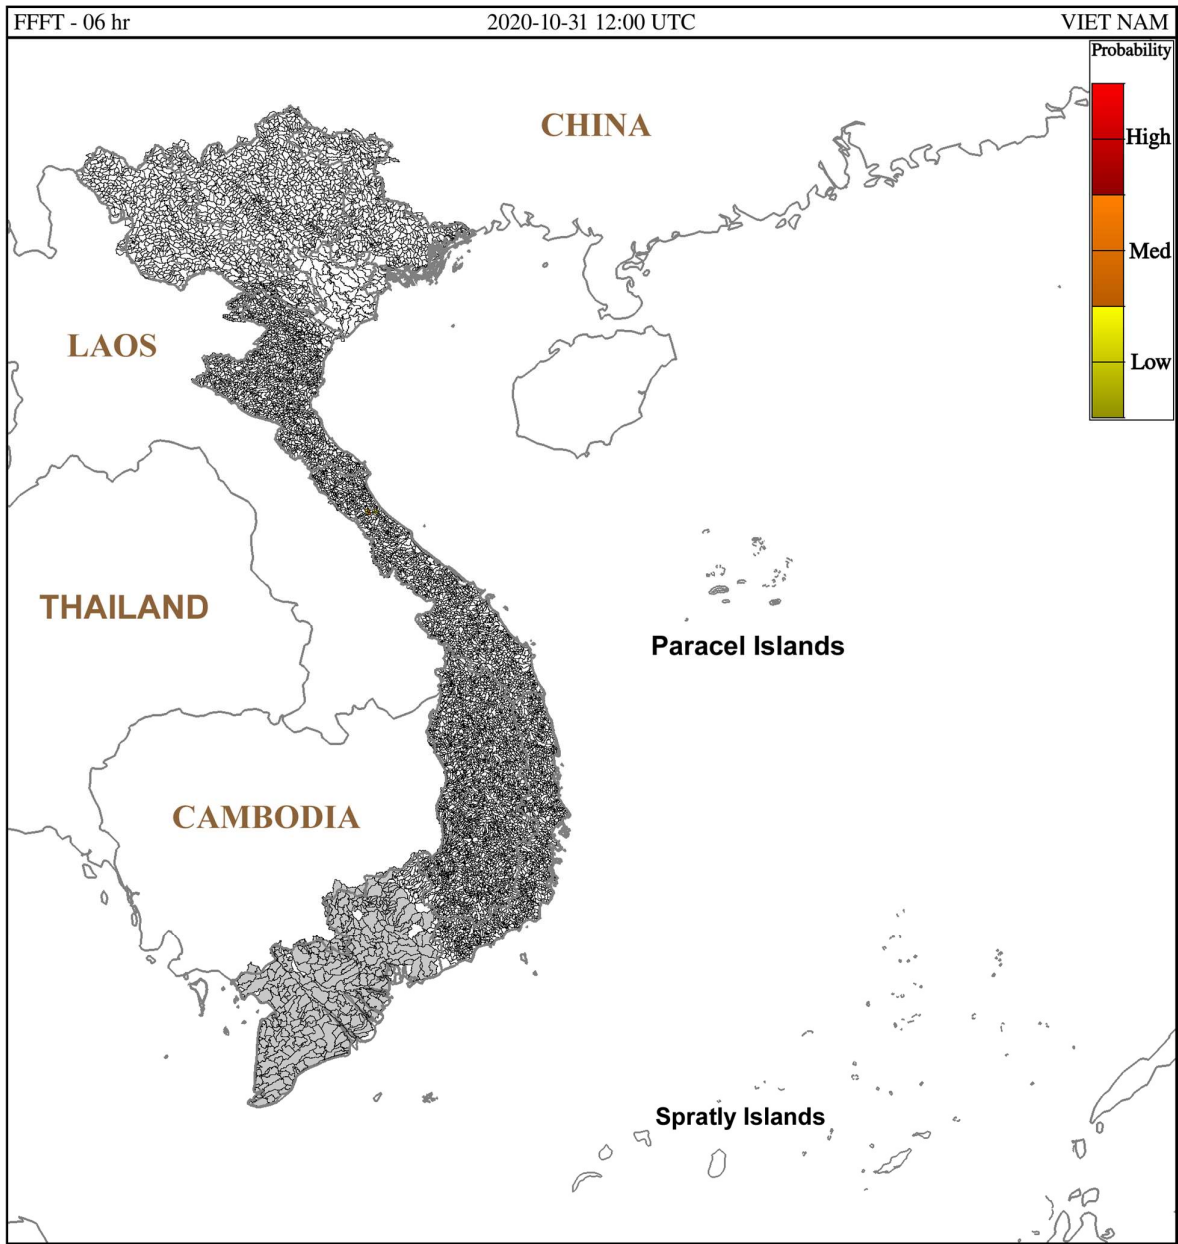 FFFT - 06 hr 2020-10-31 12:00 UTC VIET NAM
Probability
CHINA
High
Med
LAOS
Low
THAILAND
Paracel Islands
CAMBODIA
Spratly Islands